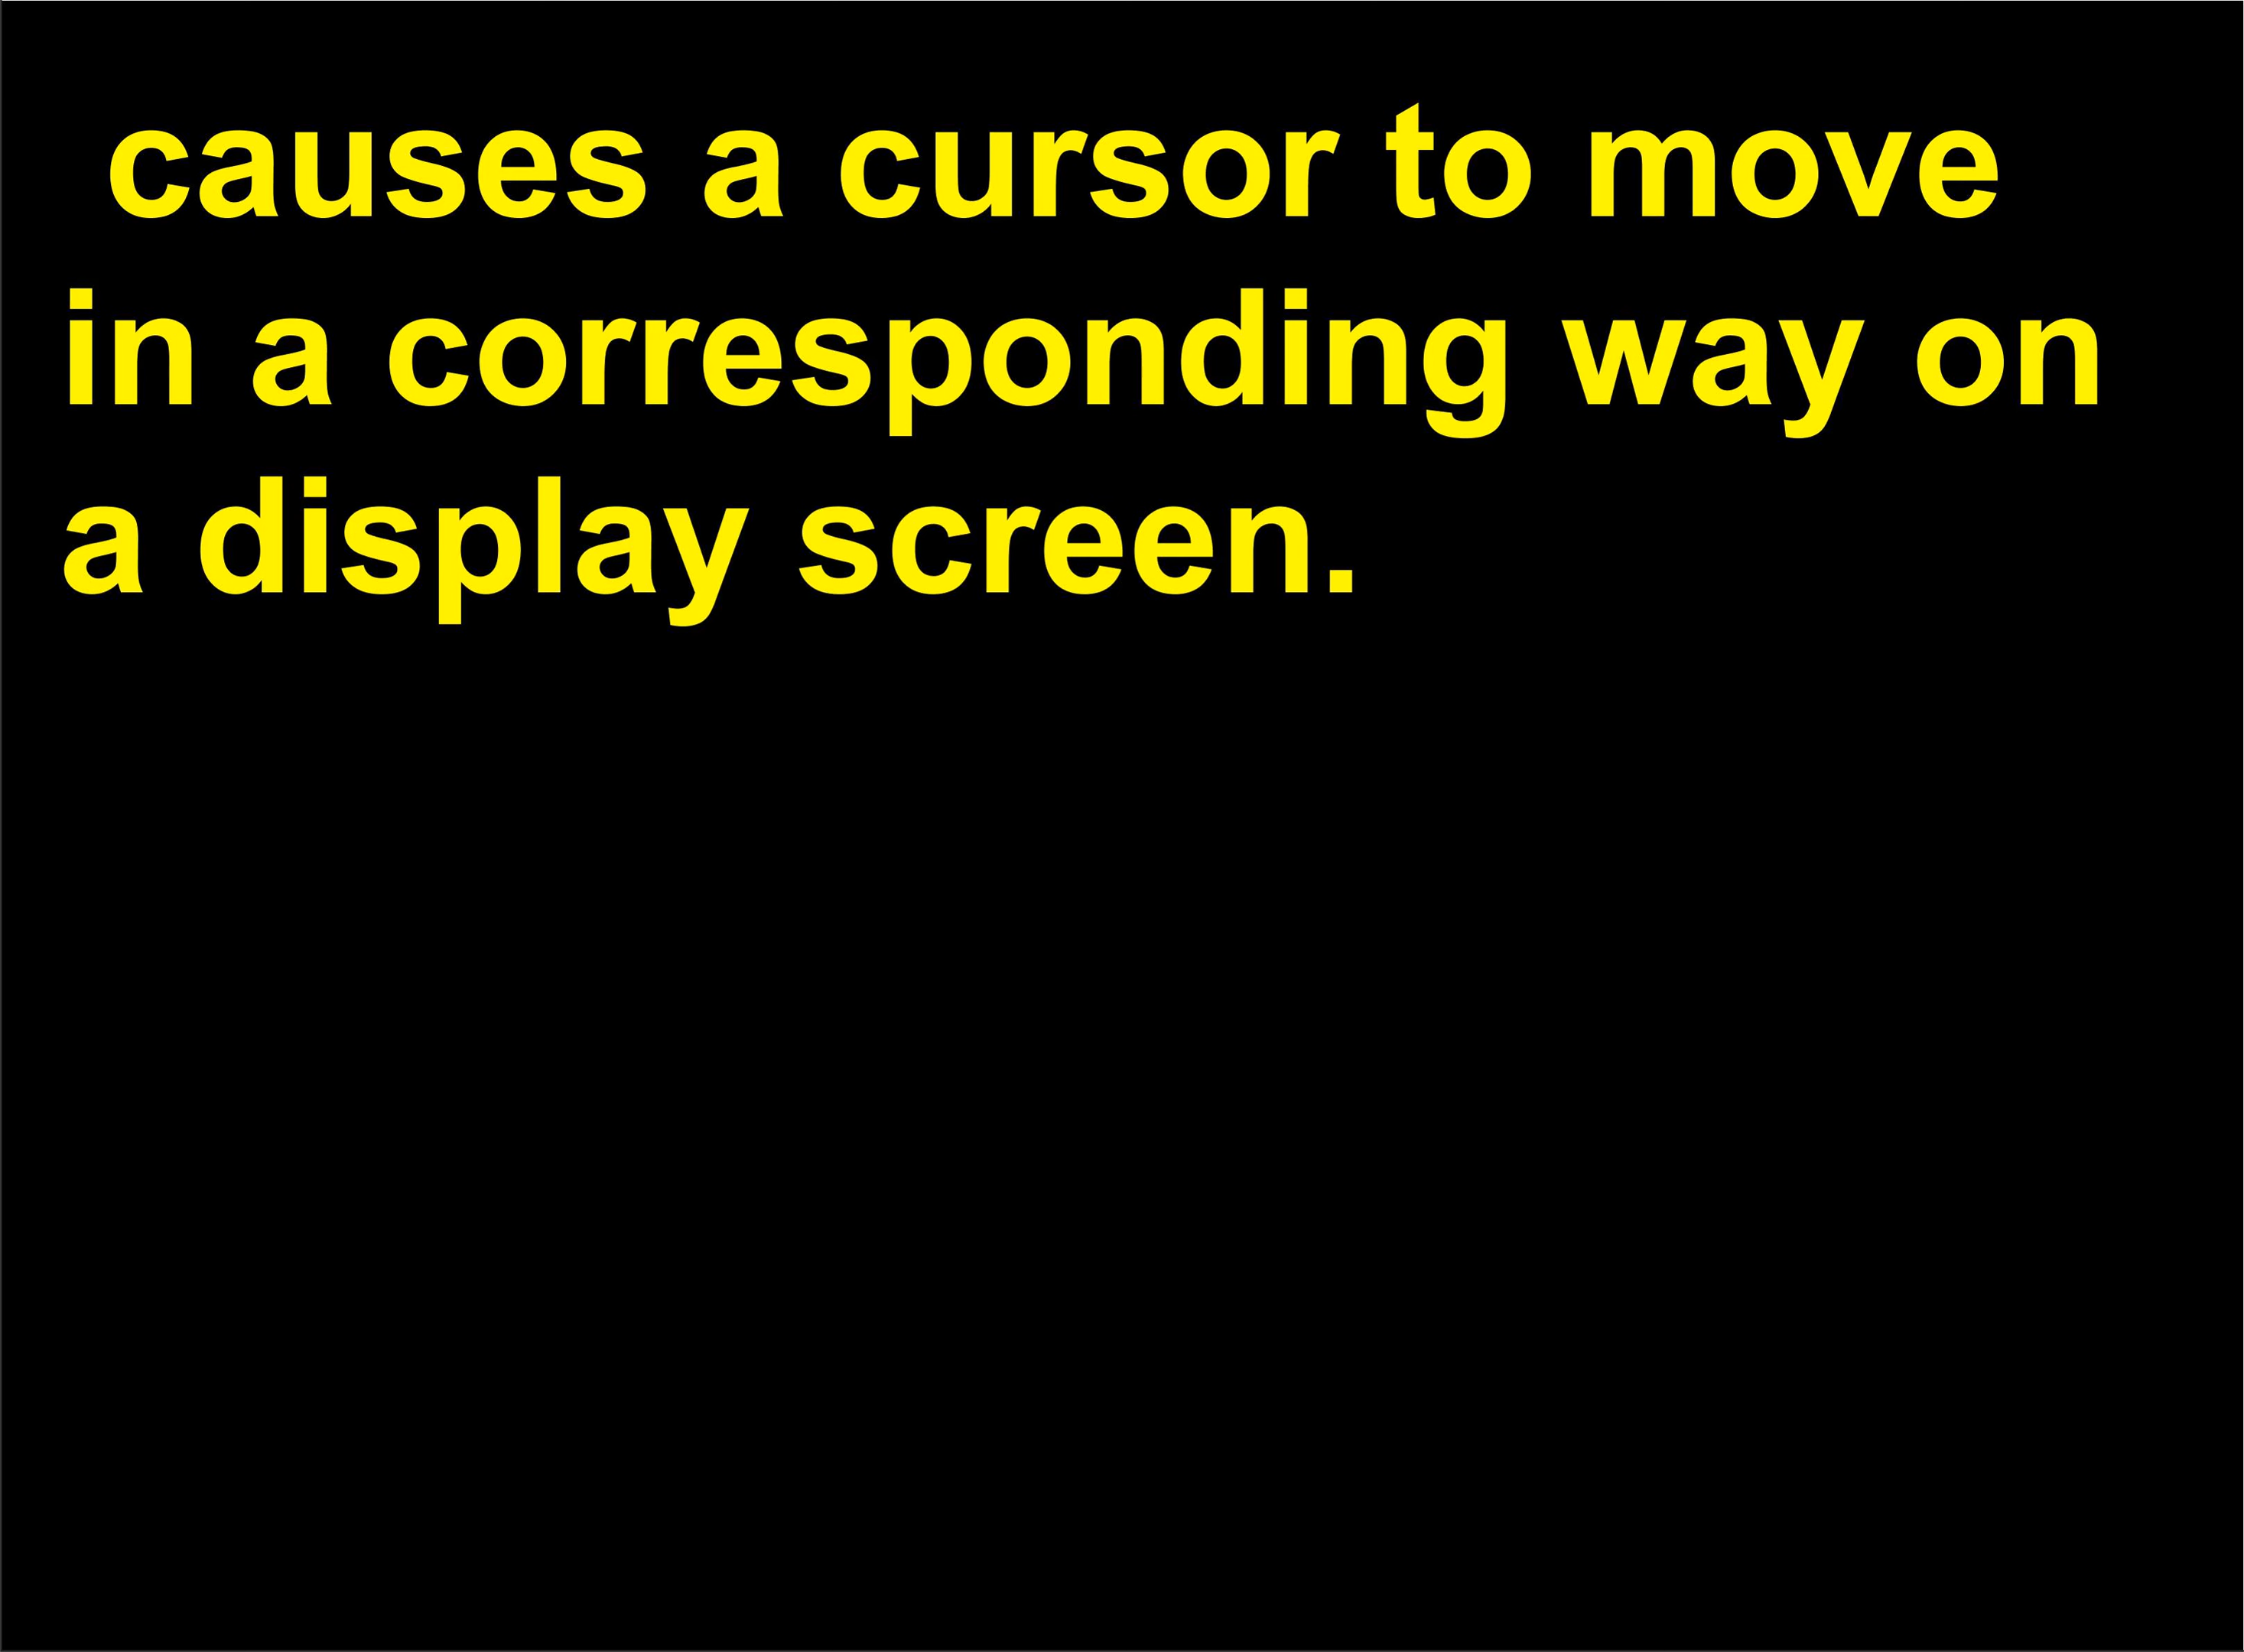 causes a cursor to move
in a corresponding way on
a display screen.